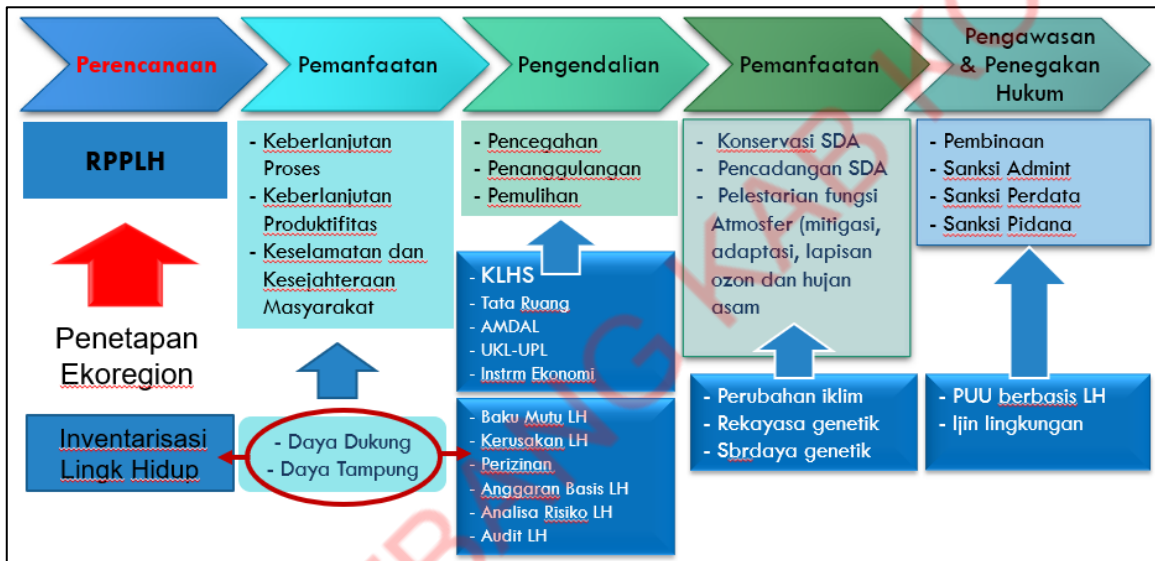 Perencanaan
Pemanfaatan
Pengendalian
Pemanfaatan
Pengawasan
& Penegakan
Hukum
RPPLH
Penetapan
Ekoregion
Inventarisasi
Lingk Hidup
- Keberlanjutan
Proses
- Keberlanjutan
Produktifitas
- Keselamatan dan
Kesejahteraan
Masyarakat
- Daya Dukung
- Daya Tampung
- Pencegahan
- Penanggulangan
- Pemulihan
- KLHS
- Tata Ruang
- AMDAL
- UKL-UPL
- Instrm Ekonomi
- Baku Mutu LH
- Kerusakan LH
- Perizinan
- Anggaran Basis LH
- Analisa Risiko LH
- Audit LH
- Konservasi SDA
- Pencadangan SDA
- Pelestarian fungsi
Atmosfer (mitigasi,
adaptasi, lapisan
ozon dan hujan
asam
- Perubahan iklim
- Rekayasa genetik
- Sbrdaya genetik
- Pembinaan
- Sanksi Admint
- Sanksi Perdata
- Sanksi Pidana
- PUU berbasis LH
- Ijin lingkungan
KAB